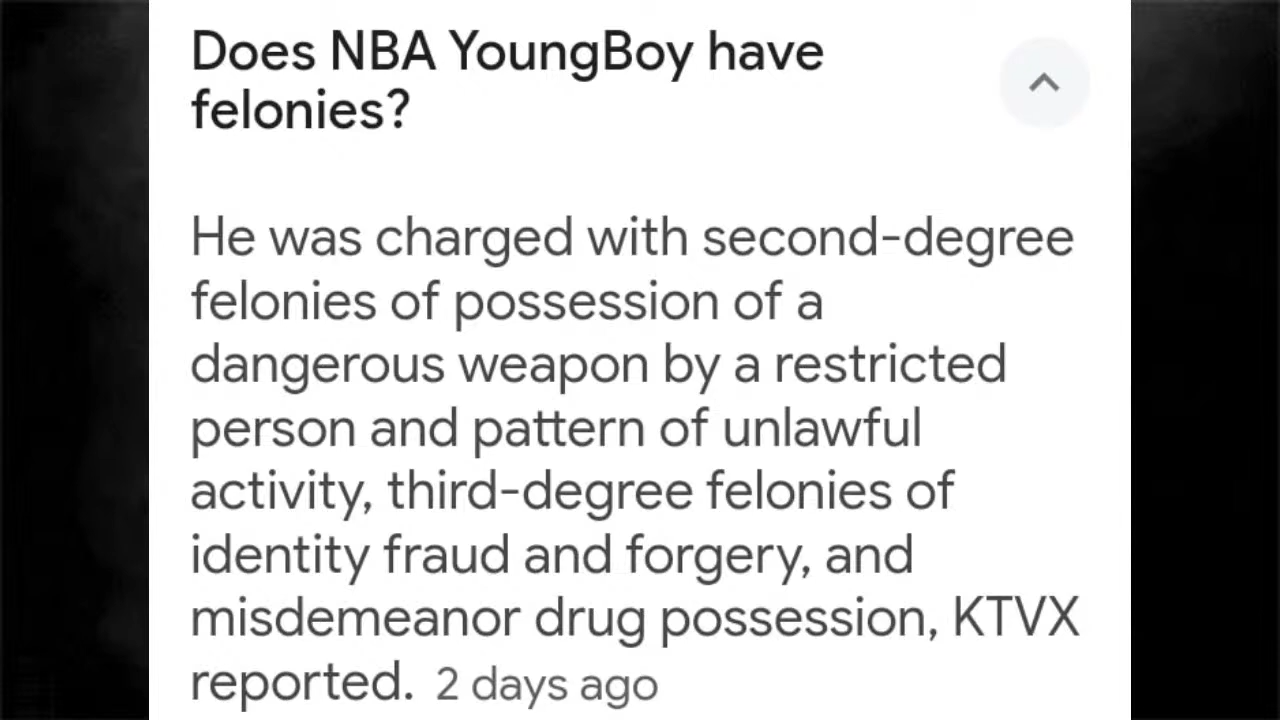 Does NBA YoungBoy have
felonies?
He was charged with second-degree
felonies of possession of a
dangerous weapon by a restricted
person and pattern of unlawful
activity, third-degree felonies of
identity fraud and forgery, and
misdemeanor drug possession, KTVX
reported. 2 days ago